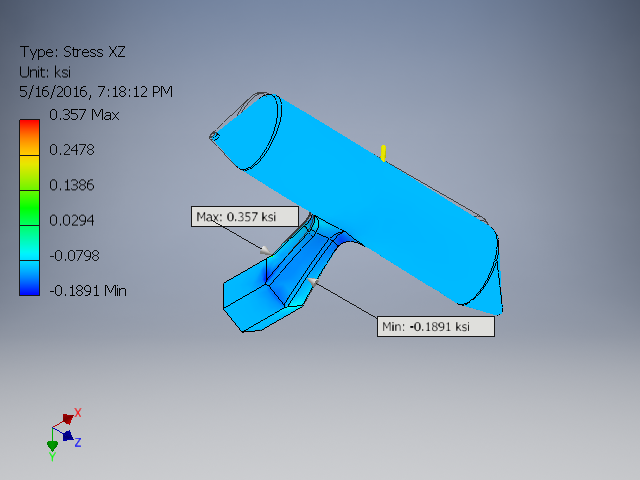 Type: Stress XZ
Unit: ksi
5/16/2016, 7:18:12 PM
0.357 Max
0.2478
0.1386
0.0294
-0.0798
-0.1891 Min
Max: 0.357 ksi
Min: -0.1891 ksi
X
Z
Y